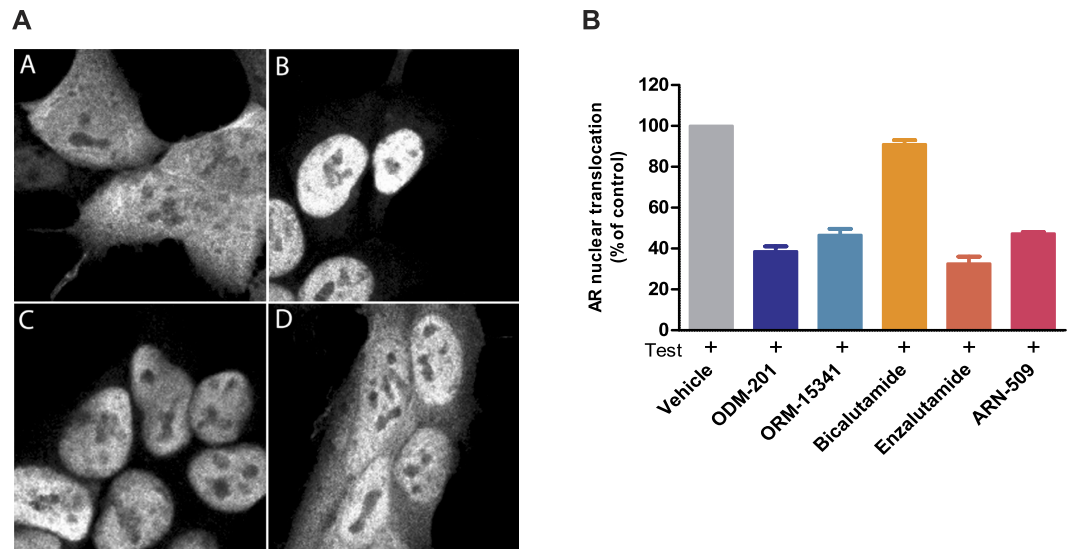 A
B
A
B
C
D
AR nuclear translocation
(% of control)
120
100
80
60
40
20
0
Test + + + + + +
Vehicle
ODM-201
ORM-15341
Bicalutamide
Enzalutamide
ARN-509